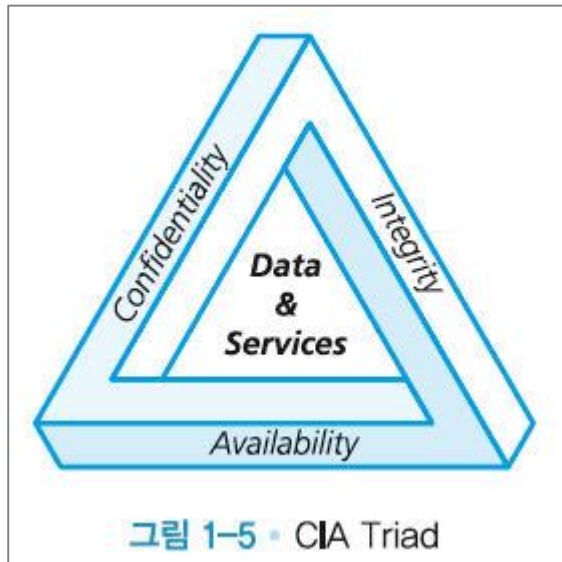 Confidentiality
Integrity
Data
&
Services
Availability
그림 1-5 • CIA Triad